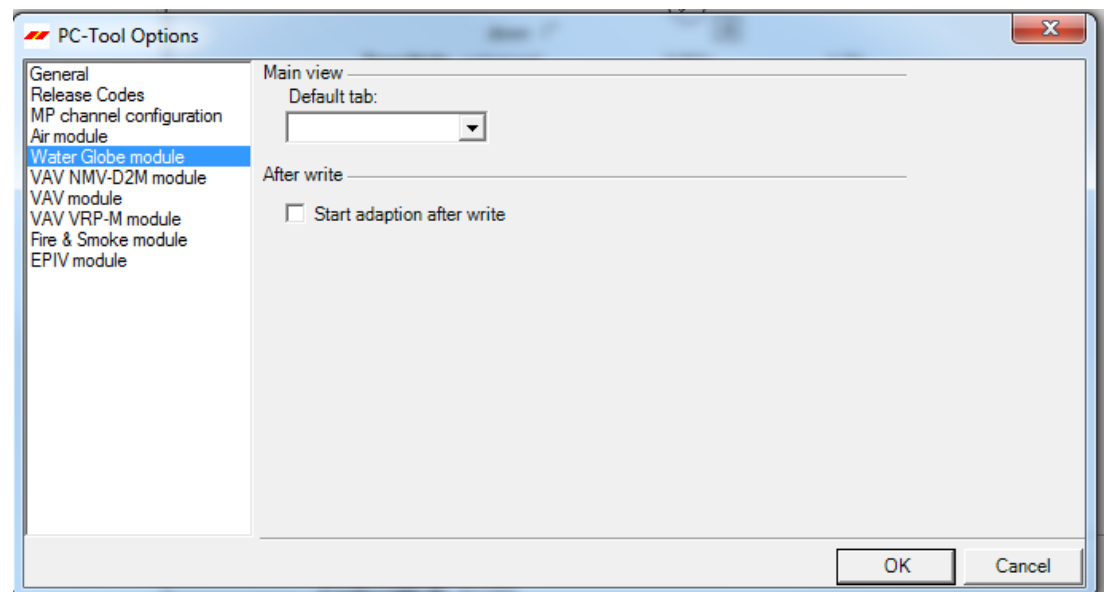 PC-Tool Options
General
Release Codes
MP channel configuration
Air module
Water Globe module
VAV NMV-D2M module
VAV module
VAV VRP-M module
Fire & Smoke module
EPIV module
Main view
Default tab:
After write
Start adaption after write
OK
Cancel